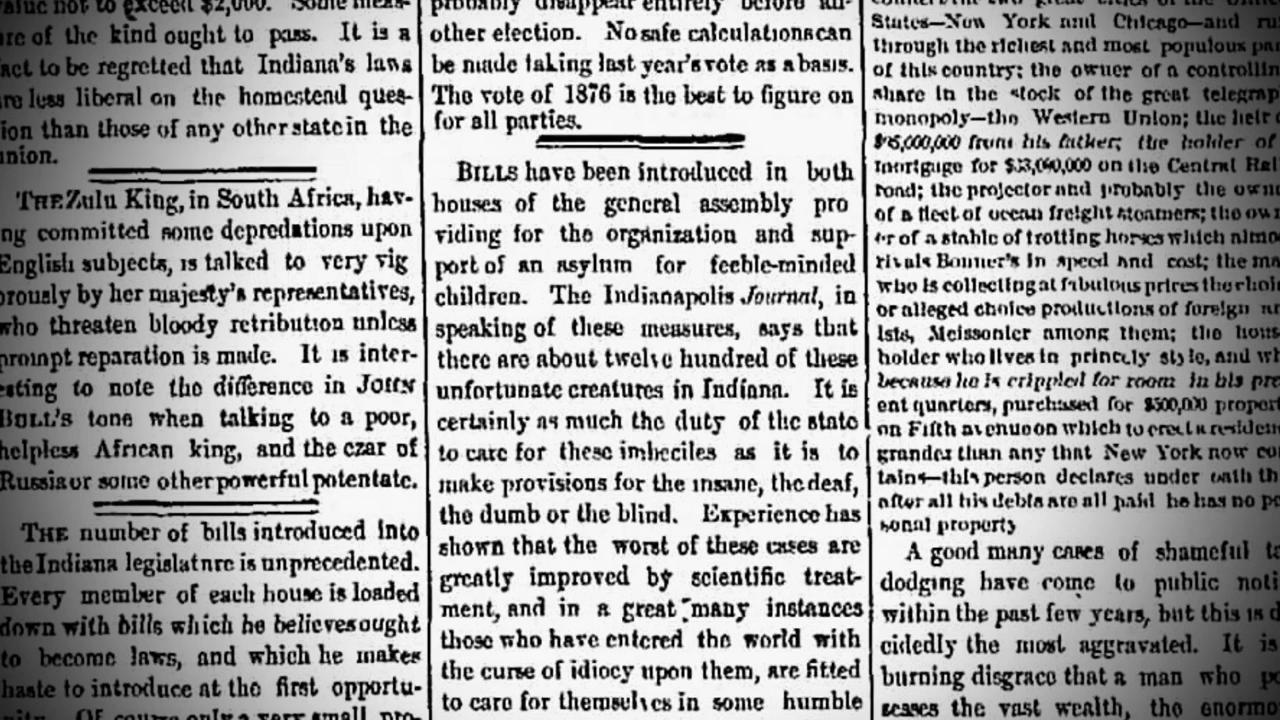 value not to exceed $2,000. Some meas-
ure of the kind ought to pass. It is a
fact to be regretted that Indiana's laws
are less liberal on the homestead ques-
ion than those of any other state in the
union.
THE Zulu King, in South Africa, hav-
ng committed some depredations upon
English subjects, is talked to very vig
orously by her majesty's representatives,
who threaten bloody retribution unless
prompt reparation is made. It is inter-
esting to note the difference in JOHN
BULL'S tone when talking to a poor,
helpless African king, and the czar of
Russia or some other powerful potentate.
THE number of bills introduced into
the Indiana legislature is unprecedented.
Every member of each house is loaded
down with bills which he believes ought
to become laws, and which he makes
haste to introduce at the first opportu-
nity. Of course only a very small pro-
probably disappear entirely before an-
other election. No safe calculations can
be made taking last year's vote as a basis.
The vote of 1876 is the best to figure on
for all parties.
BILLS have been introduced in both
houses of the general assembly pro
viding for the organization and sup-
port of an asylum for feeble-minded
children. The Indianapolis Journal, in
speaking of these measures, says that
there are about twelve hundred of these
unfortunate creatures in Indiana. It is
certainly as much the duty of the state
to care for these imbeciles as it is to
make provisions for the insane, the deaf,
the dumb or the blind. Experience has
shown that the worst of these cases are
greatly improved by scientific treat-
ment, and in a great many instances
those who have entered the world with
the curse of idiocy upon them, are fitted
to care for themselves in some humble
States—New York and Chicago—and
through the richest and most populous
of this country; the owner of a controllin
share in the stock of the great telegrap
monopoly—the Western Union; the heir
from his father; the holder of
mortgage for on the Central Rail
road; the projector and probably the own
of a fleet of ocean freight steamers; the ow
er of a stable of trotting horses which almo
rivals Bonner's in speed and cost; the ma
who is collecting at fabulous prices the choi
or alleged choice productions of foreign
ists, Meissonier among them; the hous
holder who lives in princely style, and wh
because he is crippled for room in his pre
ent quarters, purchased for $500,000 propert
on Fifth avenue on which to erect a residen
grander than any that New York now con
tains—this person declares under oath th
after all his debts are all paid he has no pe
sonal property
A good many cases of shameful ta
dodging have come to public noti
within the past few years, but this is d
cidedly the most aggravated. It is
burning disgrace that a man who po
sesses the vast wealth, the enormo